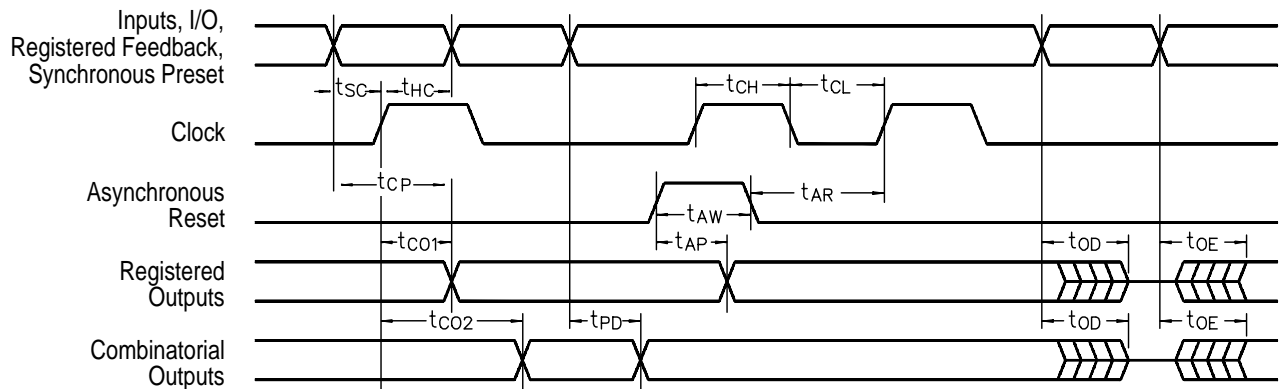 Inputs, I/O,
Registered Feedback,
Synchronous Preset
tSC
tHC
tCH
tCL
Clock
tCP
Asynchronous
Reset
tAR
tAW
tCO1
tAP
tOD
tOE
Registered
Outputs
tCO2
tPD
tOD
tOE
Combinatorial
Outputs